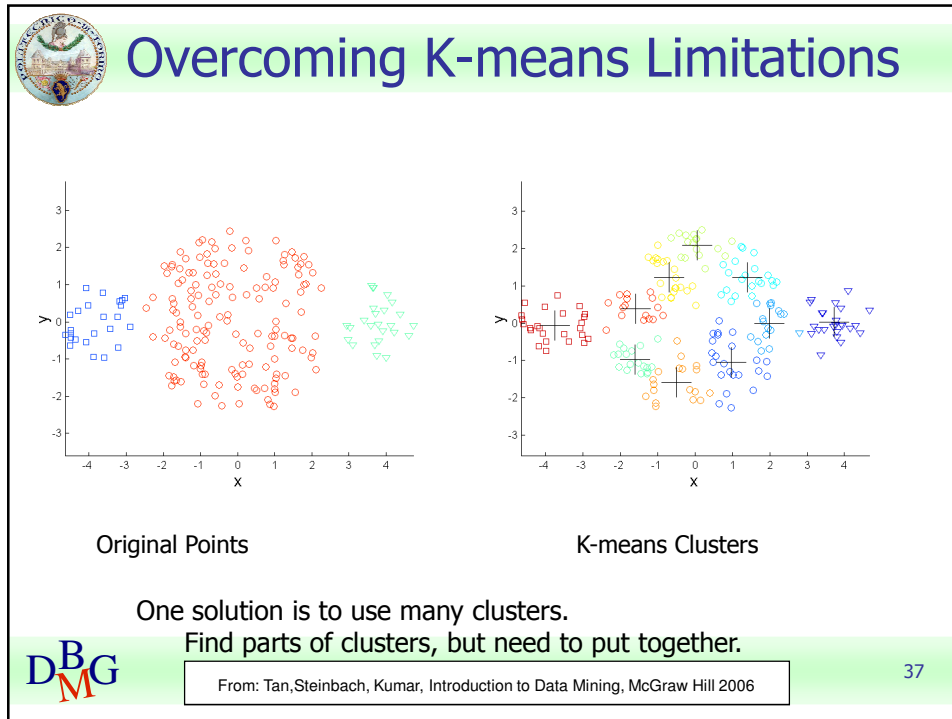 POLITECNICO DI TORINO
Overcoming K-means Limitations
3
2
1
0
-1
-2
-3
y
-4 -3 -2 -1 0 1 2 3 4
x
3
2
1
0
-1
-2
-3
y
-4 -3 -2 -1 0 1 2 3 4
x
Original Points
K-means Clusters
One solution is to use many clusters.
Find parts of clusters, but need to put together.
DBMG
From: Tan,Steinbach, Kumar, Introduction to Data Mining, McGraw Hill 2006
37